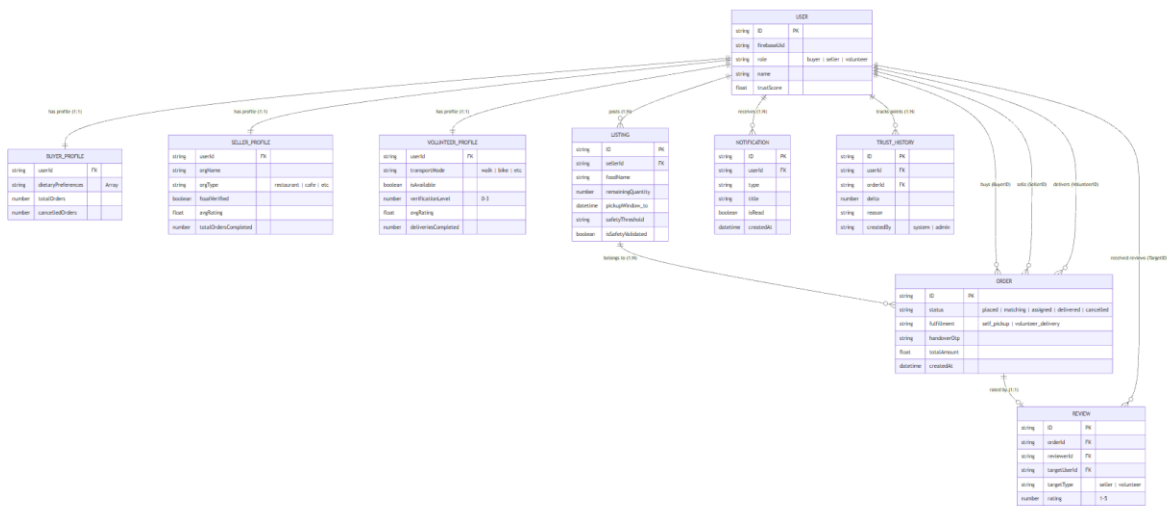 USER
string ID PK
string firebaseUid
string role buyer | seller | volunteer
string name
float trustScore
has profile (1:1)
has profile (1:1)
has profile (1:1)
posts (1:N)
receives (1:N)
tracks points (1:N)
BUYER_PROFILE
string userId FK
string dietaryPreferences Array
number totalOrders
number cancelledOrders
SELLER_PROFILE
string userId FK
string orgName
string orgType restaurant | cafe | etc
boolean fssaiVerified
float avgRating
number totalOrdersCompleted
VOLUNTEER_PROFILE
string userId FK
string transportMode walk | bike | etc
boolean isAvailable
number verificationLevel 0-3
float avgRating
number deliveriesCompleted
LISTING
string ID PK
string sellerId FK
string foodName
number remainingQuantity
datetime pickupWindow_to
string safetyThreshold
boolean isSafetyValidated
NOTIFICATION
string ID PK
string userId FK
string type
string title
boolean isRead
datetime createdAt
TRUST_HISTORY
string ID PK
string userId FK
string orderId FK
number delta
string reason
string createdBy system | admin
buys (BuyerID)
sells (SellerID)
delivers (VolunteerID)
received reviews (TargetID)
belongs to (1:N)
ORDER
string ID PK
string status placed | matching | assigned | delivered | cancelled
string fulfillment self_pickup | volunteer_delivery
string handoverOtp
float totalAmount
datetime createdAt
rated by (1:1)
REVIEW
string ID PK
string orderId FK
string reviewerId FK
string targetUserId FK
string targetType seller | volunteer
number rating 1-5